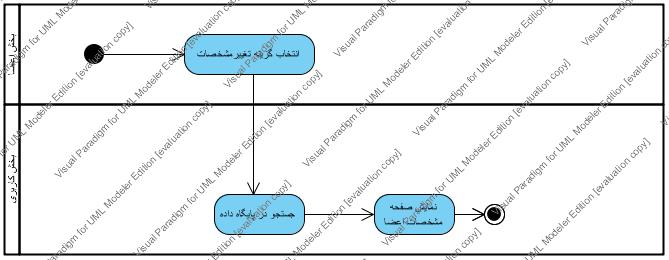 بخش
انتخاب گزینه تغییر مشخصات
بخش کاربری
جستجو در پایگاه داده
نمایش صفحه
مشخصات اعضا
Visual Paradigm for UML Modeler Edition [evaluation copy]